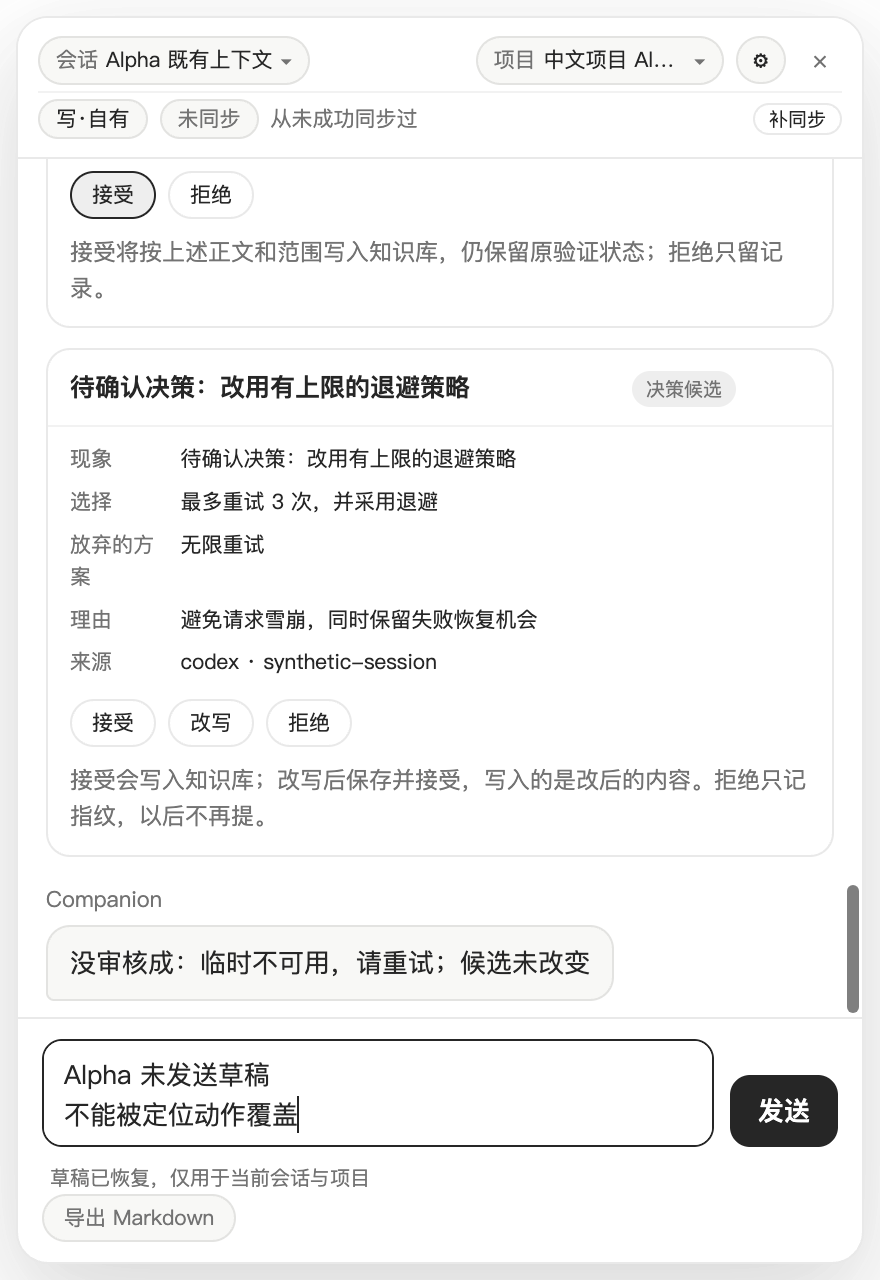 会话 Alpha 既有上下文
项目 中文项目 Al...
写·自有
未同步
从未成功同步过
补同步
接受
拒绝
接受将按上述正文和范围写入知识库，仍保留原验证状态；拒绝只留记
录。
待确认决策：改用有上限的退避策略
决策候选
现象
待确认决策：改用有上限的退避策略
选择
最多重试 3 次，并采用退避
放弃的方
案
无限重试
理由
避免请求雪崩，同时保留失败恢复机会
来源
codex · synthetic-session
接受
改写
拒绝
接受会写入知识库；改写后保存并接受，写入的是改后的内容。拒绝只记
指纹，以后不再提。
Companion
没审核成：临时不可用，请重试；候选未改变
Alpha 未发送草稿
不能被定位动作覆盖
发送
草稿已恢复，仅用于当前会话与项目
导出 Markdown